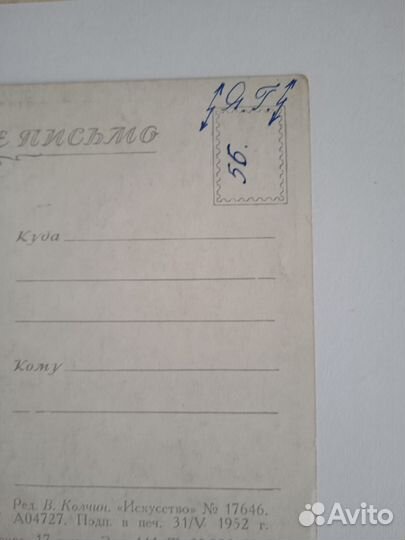 Я. Г.
Е ПИСЬМО
56.
Куда
Кому
Ред. В. Колчин. «Искусство» № 17646.
А04727. Подп. в печ. 31/V 1952 г.
Avito